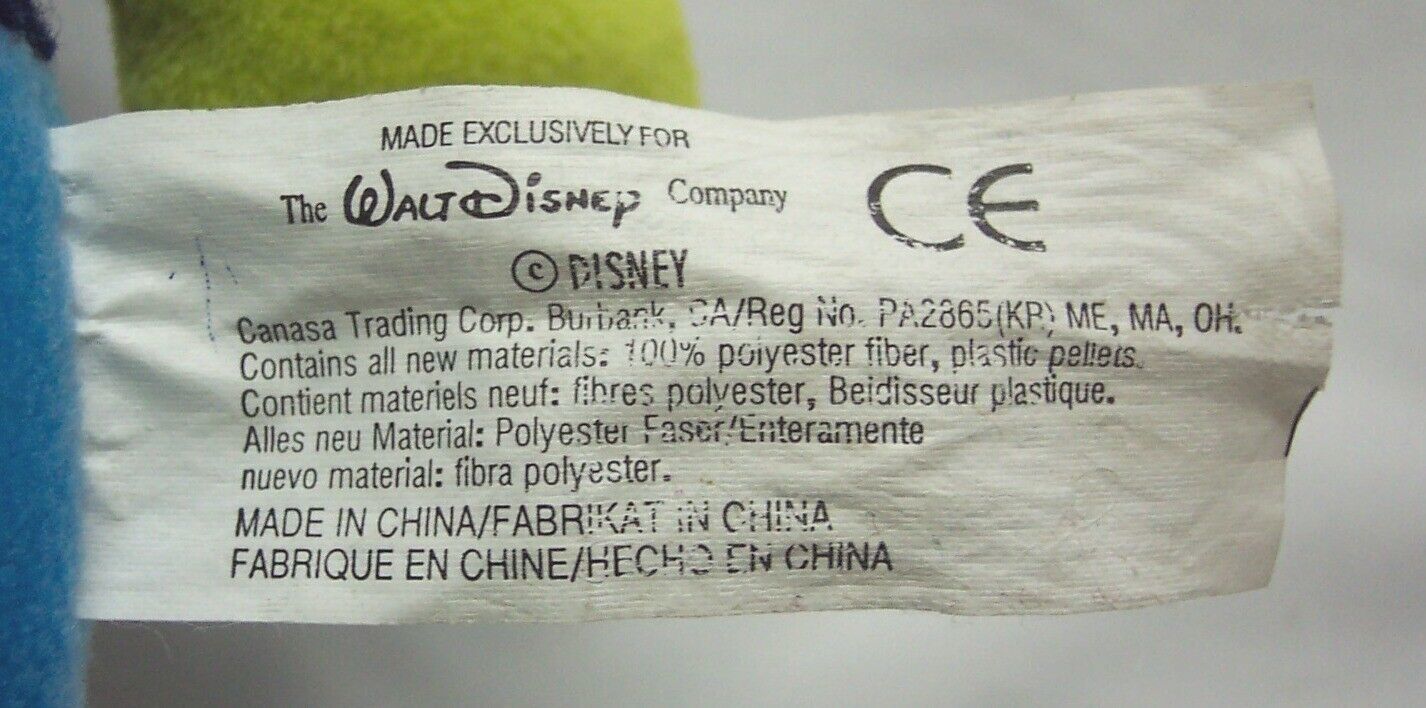 MADE EXCLUSIVELY FOR
The WALT DISNEY Company CE
© DISNEY
Canasa Trading Corp. Burbank, CA/Reg No. PA2865(KR) ME, MA, OH.
Contains all new materials: 100% polyester fiber, plastic pellets.
Contient materiels neuf: fibres polyester, Beidisseur plastique.
Alles neu Material: Polyester Faser/Enteramente
nuevo material: fibra polyester.
MADE IN CHINA/FABRIKAT IN CHINA
FABRIQUE EN CHINE/HECHO EN CHINA